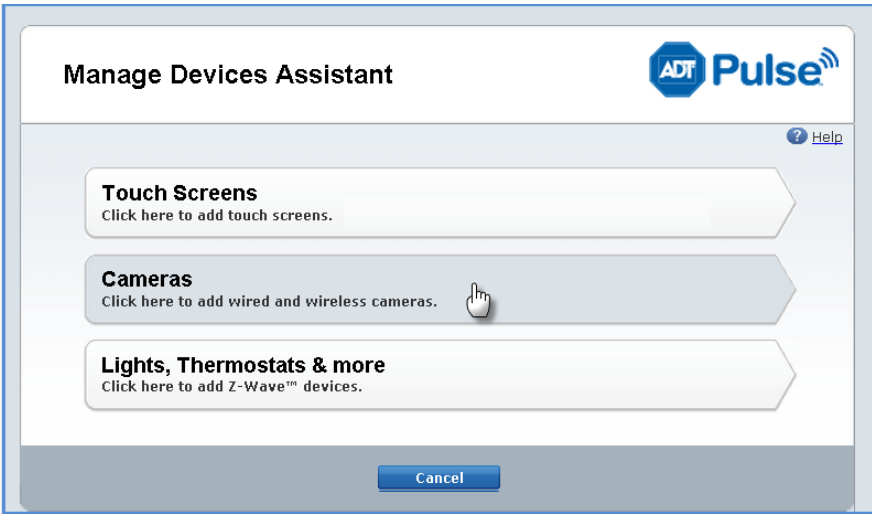 Manage Devices Assistant
ADT Pulse
? Help
Touch Screens
Click here to add touch screens.
Cameras
Click here to add wired and wireless cameras.
Lights, Thermostats & more
Click here to add Z-Wave™ devices.
Cancel